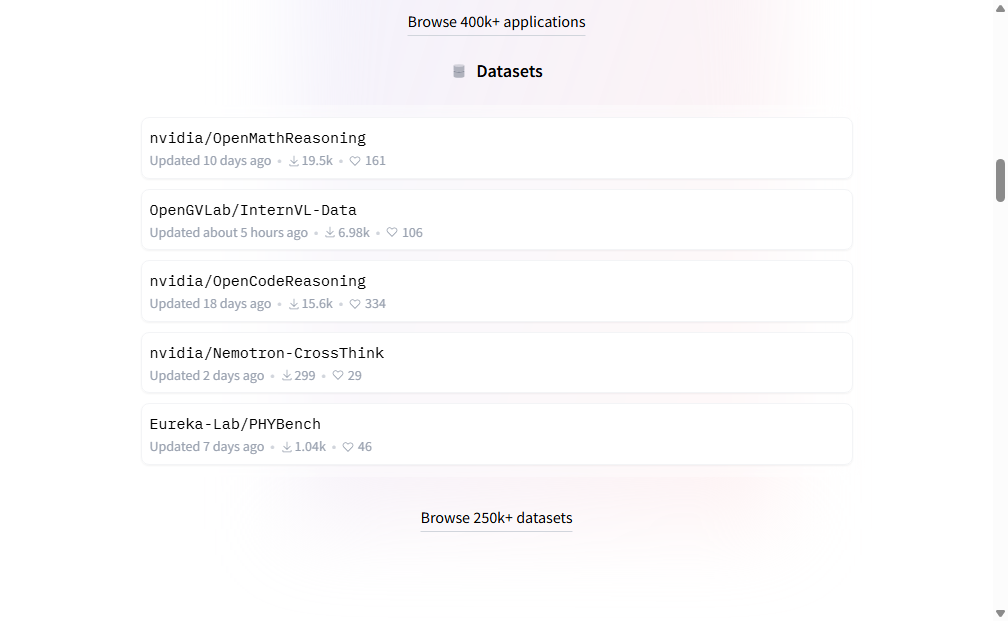 Browse 400k+ applications
Datasets
nvidia/OpenMathReasoning
Updated 10 days ago • 19.5k • 161
OpenGVLab/InternVL-Data
Updated about 5 hours ago • 6.98k • 106
nvidia/OpenCodeReasoning
Updated 18 days ago • 15.6k • 334
nvidia/Nemotron-CrossThink
Updated 2 days ago • 299 • 29
Eureka-Lab/PHYBench
Updated 7 days ago • 1.04k • 46
Browse 250k+ datasets